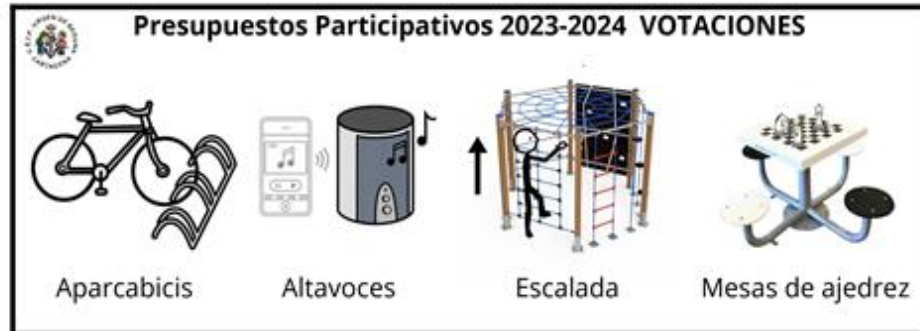 Presupuestos Participativos 2023-2024 VOTACIONES
Aparcabicis
Altavoces
Escalada
Mesas de ajedrez